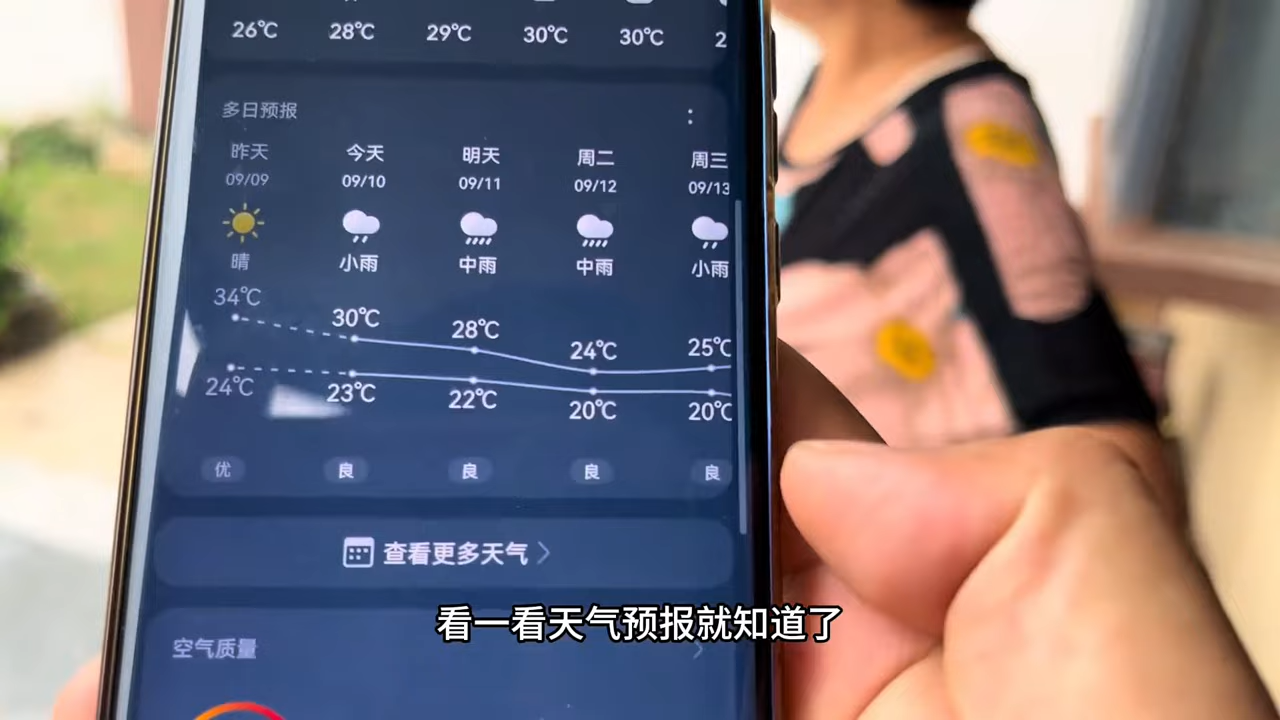 26℃ 28℃ 29℃ 30℃ 30℃ 2
多日预报
昨天 今天 明天 周二 周三
09/09 09/10 09/11 09/12 09/13
晴 小雨 中雨 中雨 小雨
34℃ 30℃ 28℃ 24℃ 25℃
24℃ 23℃ 22℃ 20℃ 20℃
优 良 良 良 良
查看更多天气
看一看天气预报就知道了
空气质量